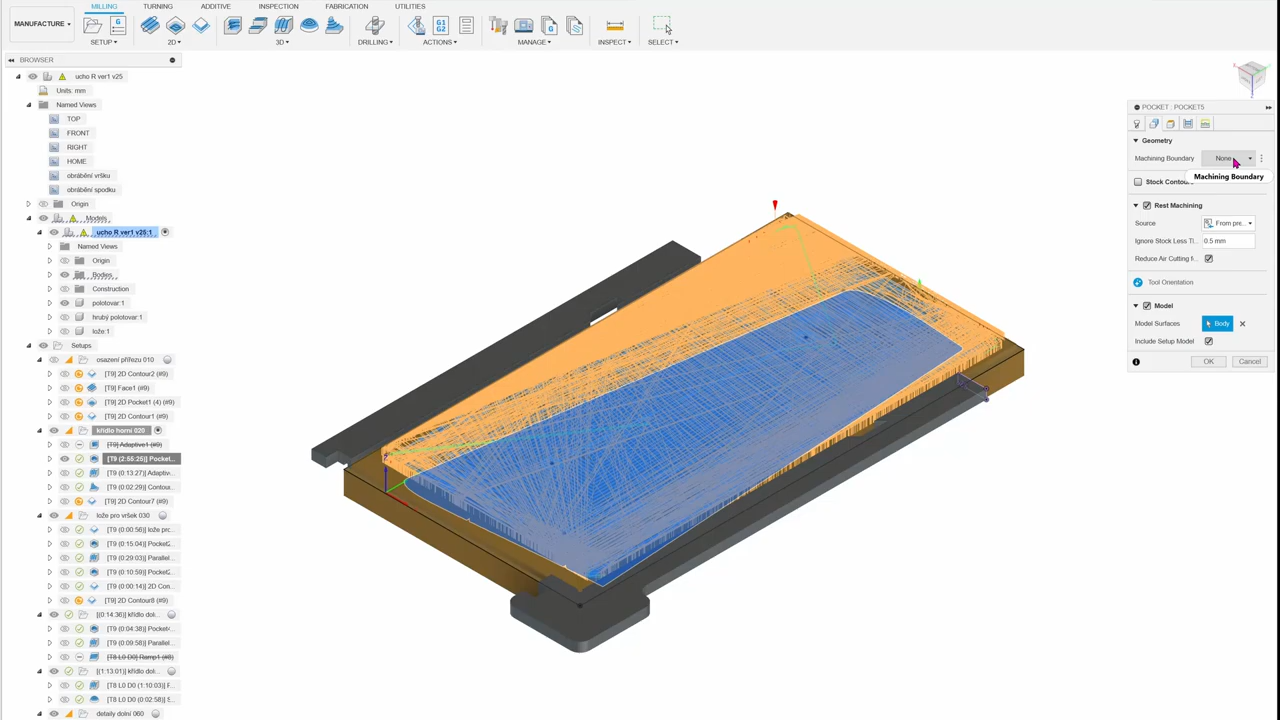 MILLING TURNING ADDITIVE INSPECTION FABRICATION UTILITIES
MANUFACTURE
SETUP 2D 3D DRILLING ACTIONS MANAGE INSPECT SELECT
BROWSER
ucho R ver1 v25
Units: mm
Named Views
TOP
FRONT
RIGHT
HOME
obrábění vršku
obrábění spodku
Origin
Models
ucho R ver1 v25:1
Named Views
Origin
Bodies
Construction
polotovar:1
hrubý polotovar:1
lože:1
Setups
osazení přířezu 010
[T9] 2D Contour2 (#9)
[T9] Face1 (#9)
[T9] 2D Pocket1 (4) (#9)
[T9] 2D Contour1 (#9)
křídlo horní 020
[T9] Adaptive1 (#9)
[T9 (2:55:25)] Pocket...
[T9 (0:13:27)] Adaptiv...
[T9 (0:02:29)] Contou...
[T9] 2D Contour7 (#9)
lože pro vršek 030
[T9 (0:00:56)] lože pro...
[T9 (0:15:04)] Pocket...
[T9 (0:29:03)] Parallel...
[T9 (0:10:59)] Pocket...
[T9 (0:00:14)] 2D Con...
[T9] 2D Contour8 (#9)
[(0:14:36)] křídlo dol...
[T9 (0:04:38)] Pocket...
[T9 (0:09:58)] Parallel...
[T8 L0 D0] Ramp1 (#8)
[(1:13:01)] křídlo dol...
[T8 L0 D0 (1:10:03)] F...
[T8 L0 D0 (0:02:58)] S...
detaily dolní 060
POCKET : POCKET5
Geometry
Machining Boundary None
Machining Boundary
Stock Contou
Rest Machining
Source From pre...
Ignore Stock Less T... 0.5 mm
Reduce Air Cutting f...
Tool Orientation
Model
Model Surfaces Body
Include Setup Model
OK Cancel